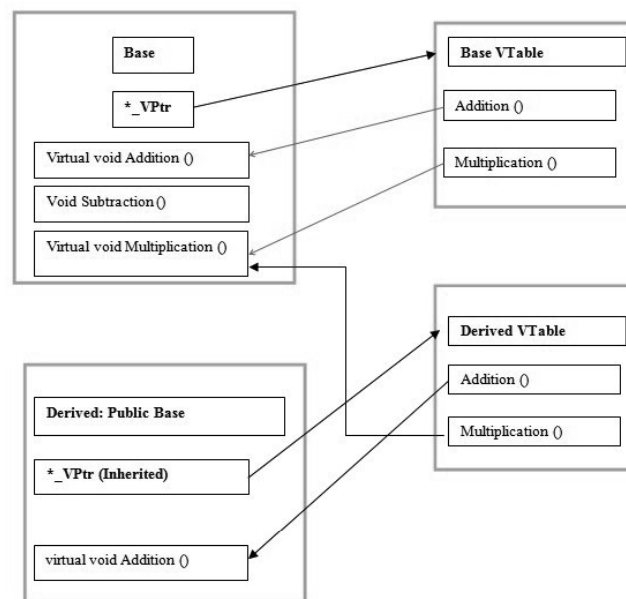 Base
*_VPtr
Virtual void Addition ()
Void Subtraction()
Virtual void Multiplication ()
Base VTable
Addition ()
Multiplication ()
Derived VTable
Addition ()
Multiplication ()
Derived: Public Base
*_VPtr (Inherited)
virtual void Addition ()